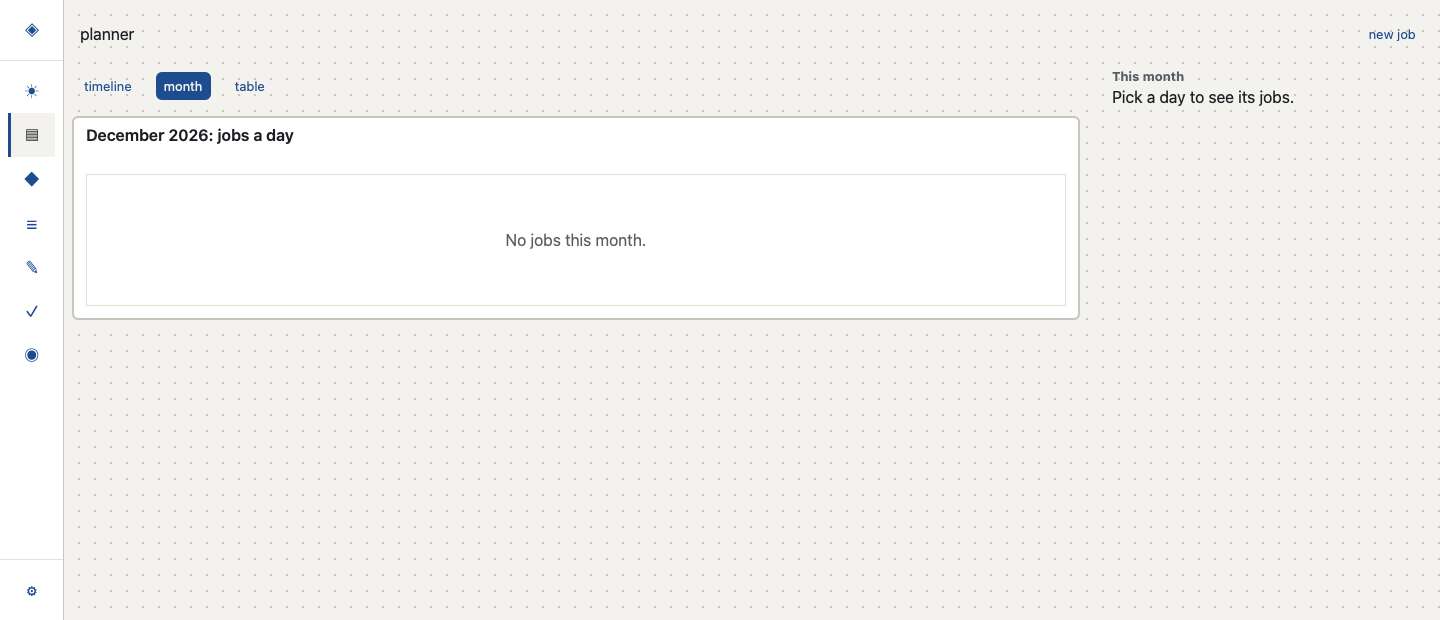 planner
new job
timeline
month
table
This month
Pick a day to see its jobs.
December 2026: jobs a day
No jobs this month.